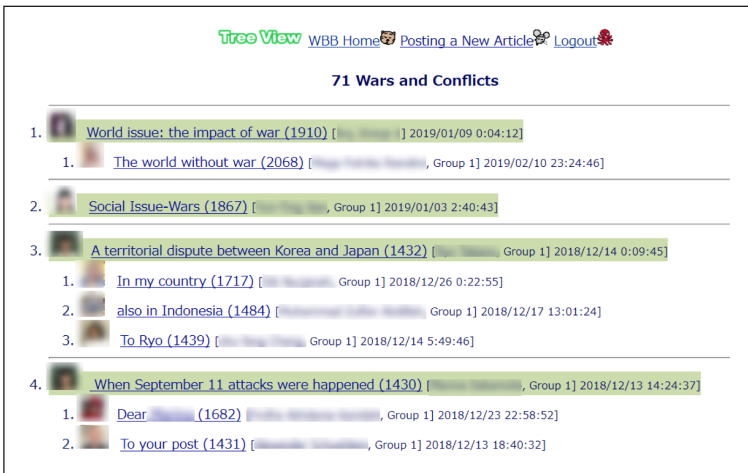 Tree View WBB Home Posting a New Article Logout
71 Wars and Conflicts
1. World issue: the impact of war (1910) [ ] 2019/01/09 0:04:12]
1. The world without war (2068) [ , Group 1] 2019/02/10 23:24:46]
2. Social Issue-Wars (1867) [ , Group 1] 2019/01/03 2:40:43]
3. A territorial dispute between Korea and Japan (1432) [ , Group 1] 2018/12/14 0:09:45]
1. In my country (1717) [ , Group 1] 2018/12/26 0:22:55]
2. also in Indonesia (1484) [ , Group 1] 2018/12/17 13:01:24]
3. To Ryo (1439) [ , Group 1] 2018/12/14 5:49:46]
4. When September 11 attacks were happened (1430) [ , Group 1] 2018/12/13 14:24:37]
1. Dear (1682) [ , Group 1] 2018/12/23 22:58:52]
2. To your post (1431) [ , Group 1] 2018/12/13 18:40:32]